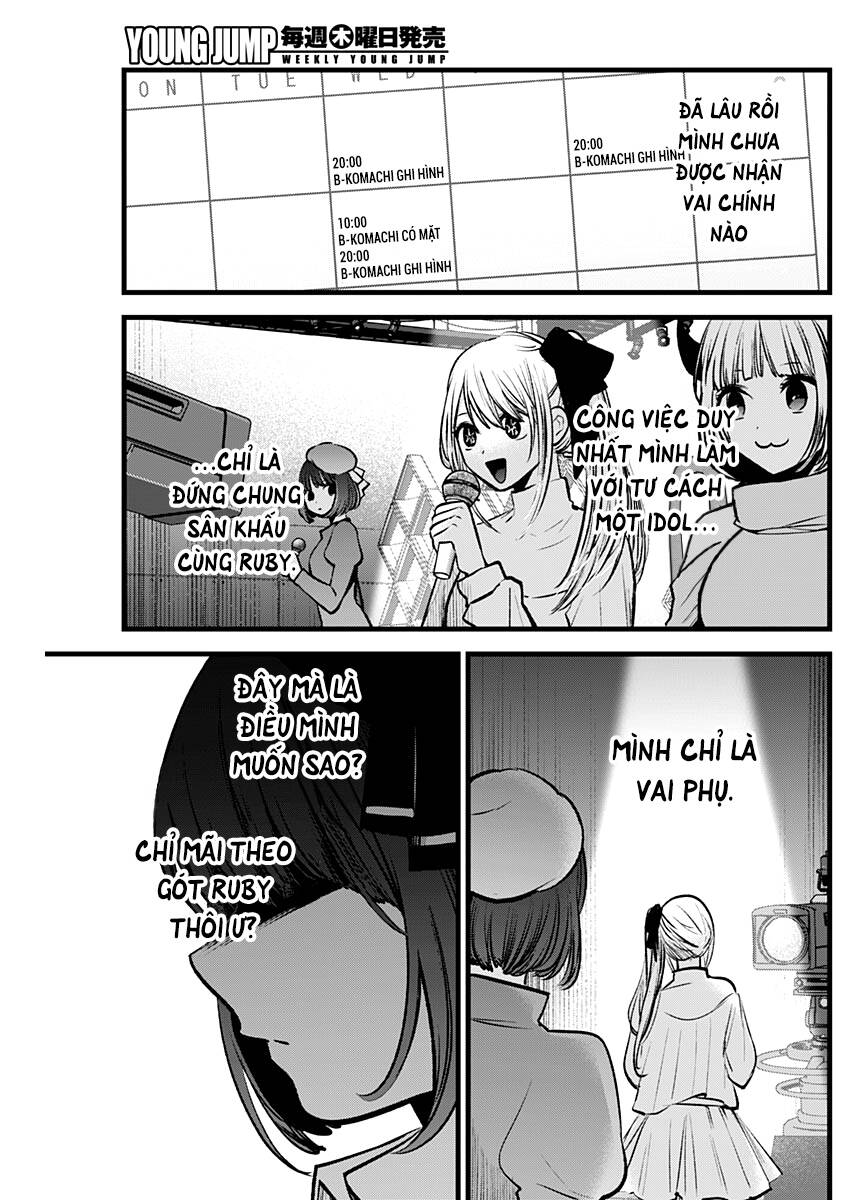 YOUNG JUMP 毎週木曜日発売
WEEKLY YOUNG JUMP
ON TUE WED
ĐÃ LÂU RỒI
MÌNH CHƯA
ĐƯỢC NHẬN
VAI CHÍNH
NÀO
20:00
B-KOMACHI GHI HÌNH
20:00
B-KOMACHI GHI HÌNH
10:00
B-KOMACHI CÓ MẶT
20:00
B-KOMACHI GHI HÌNH
CÔNG VIỆC DUY
NHẤT MÌNH LÀM
VỚI TƯ CÁCH
MỘT IDOL...
...CHỈ LÀ
ĐỨNG CHUNG
SÂN KHẤU
CÙNG RUBY.
MÌNH CHỈ LÀ
VAI PHỤ.
ĐÂY MÀ LÀ
ĐIỀU MÌNH
MUỐN SAO?
CHỈ MÃI THEO
GÓT RUBY
THÔI Ư?